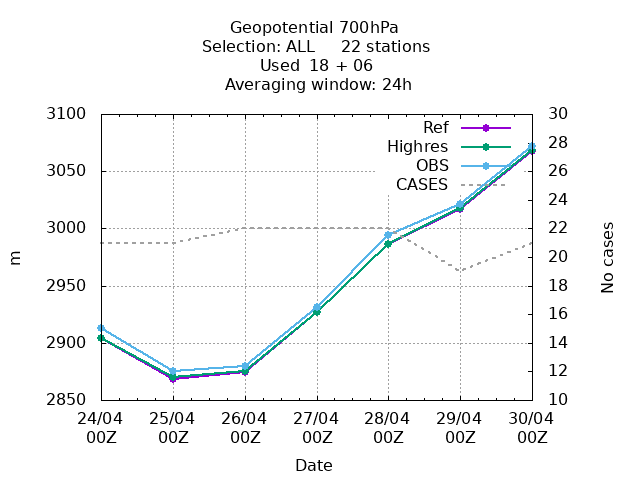 Geopotential 700hPa
Selection: ALL     22 stations
Used  18 + 06
Averaging window: 24h
3100
3050
3000
2950
2900
2850
30
28
26
24
22
20
18
16
14
12
10
Ref
Highres
OBS
CASES
m
No cases
24/04 25/04 26/04 27/04 28/04 29/04 30/04
00Z 00Z 00Z 00Z 00Z 00Z 00Z
Date